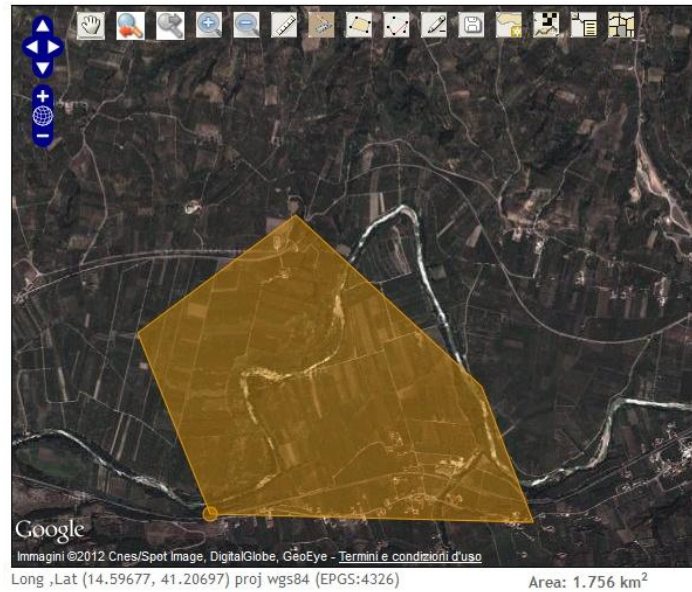 Google
Immagini ©2012 Cnes/Spot Image, DigitalGlobe, GeoEye - Termini e condizioni d'uso
Long ,Lat (14.59677, 41.20697) proj wgs84 (EPGS:4326)
Area: 1.756 km²